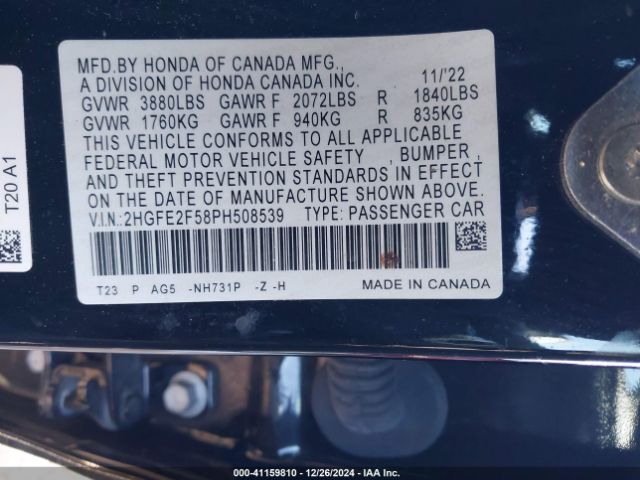 MFD.BY HONDA OF CANADA MFG.,
A DIVISION OF HONDA CANADA INC. 11/'22
GVWR 3880LBS GAWR F 2072LBS R 1840LBS
GVWR 1760KG GAWR F 940KG R 835KG
THIS VEHICLE CONFORMS TO ALL APPLICABLE
FEDERAL MOTOR VEHICLE SAFETY , BUMPER ,
AND THEFT PREVENTION STANDARDS IN EFFECT
ON THE DATE OF MANUFACTURE SHOWN ABOVE.
V.I.N.:2HGFE2F58PH508539 TYPE: PASSENGER CAR
T23 P AG5 -NH731P -Z -H MADE IN CANADA
T20 A1
000-41159810 - 12/26/2024 - IAA Inc.